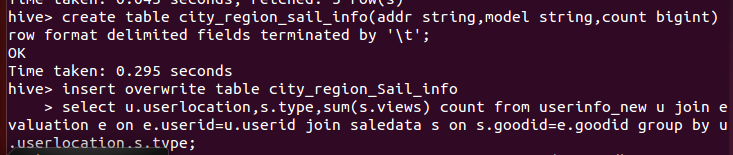 Time taken: 0.045 seconds, Fetched: 3 row(s)
hive> create table city_region_sail_info(addr string,model string,count bigint)
row format delimited fields terminated by '\t';
OK
Time taken: 0.295 seconds
hive> insert overwrite table city_region_Sail_info
    > select u.userlocation,s.type,sum(s.views) count from userinfo_new u join e
valuation e on e.userid=u.userid join saledata s on s.goodid=e.goodid group by u
.userlocation,s.type;